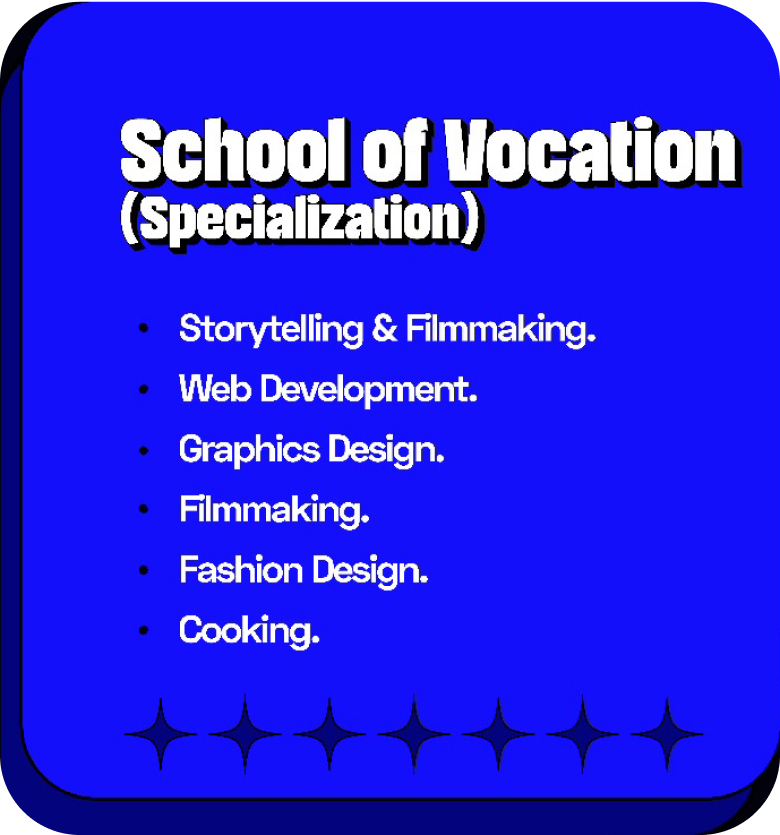 School of Vocation
(Specialization)
• Storytelling & Filmmaking.
• Web Development.
• Graphics Design.
• Filmmaking.
• Fashion Design.
• Cooking.